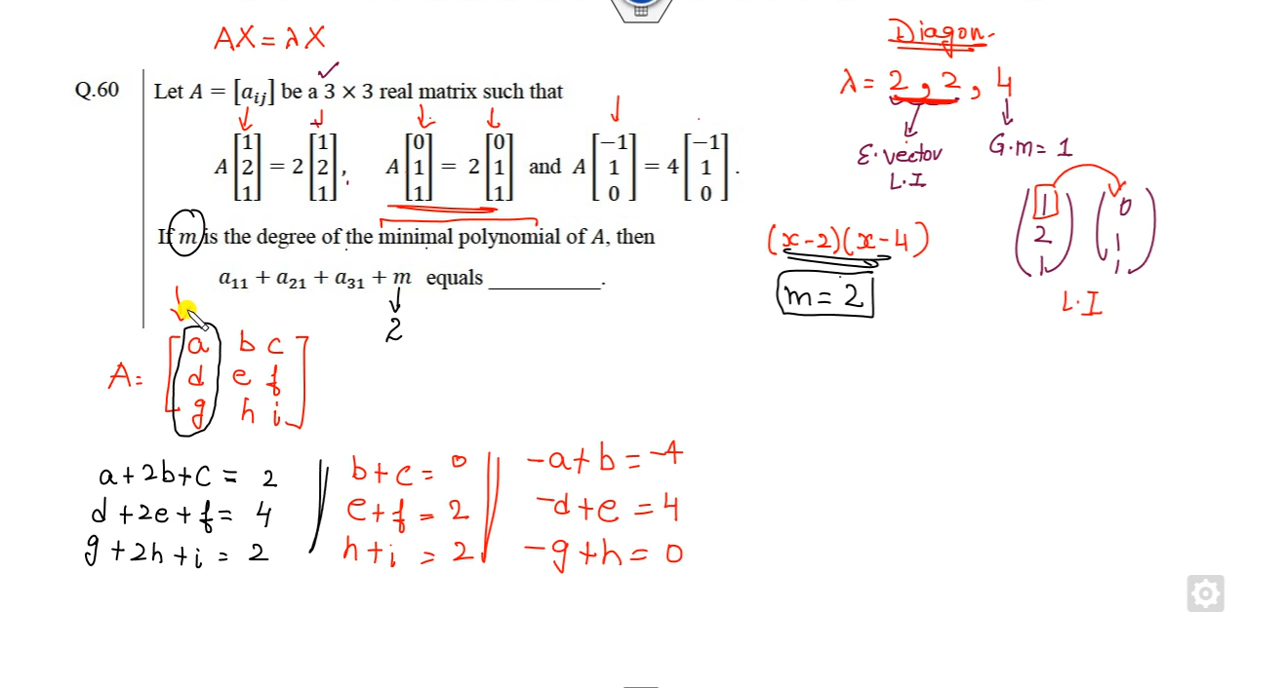 AX = λX
Diagon.
λ = 2, 2, 4
Q.60 Let A = [aᵢⱼ] be a 3 × 3 real matrix such that
A [1 2 1] = 2 [1 2 1], A [0 1 1] = 2 [0 1 1] and A [−1 1 0] = 4 [−1 1 0].
E.vector
L.I
G.m = 1
If m is the degree of the minimal polynomial of A, then
a₁₁ + a₂₁ + a₃₁ + m equals ____________.
2
(x-2)(x-4)
m = 2
(1 2 1) (0 1 1)
L.I
A = [a b c
d e f
g h i]
a + 2b + c = 2
d + 2e + f = 4
g + 2h + i = 2
b + c = 0
e + f = 2
h + i = 2
-a + b = -4
-d + e = 4
-g + h = 0